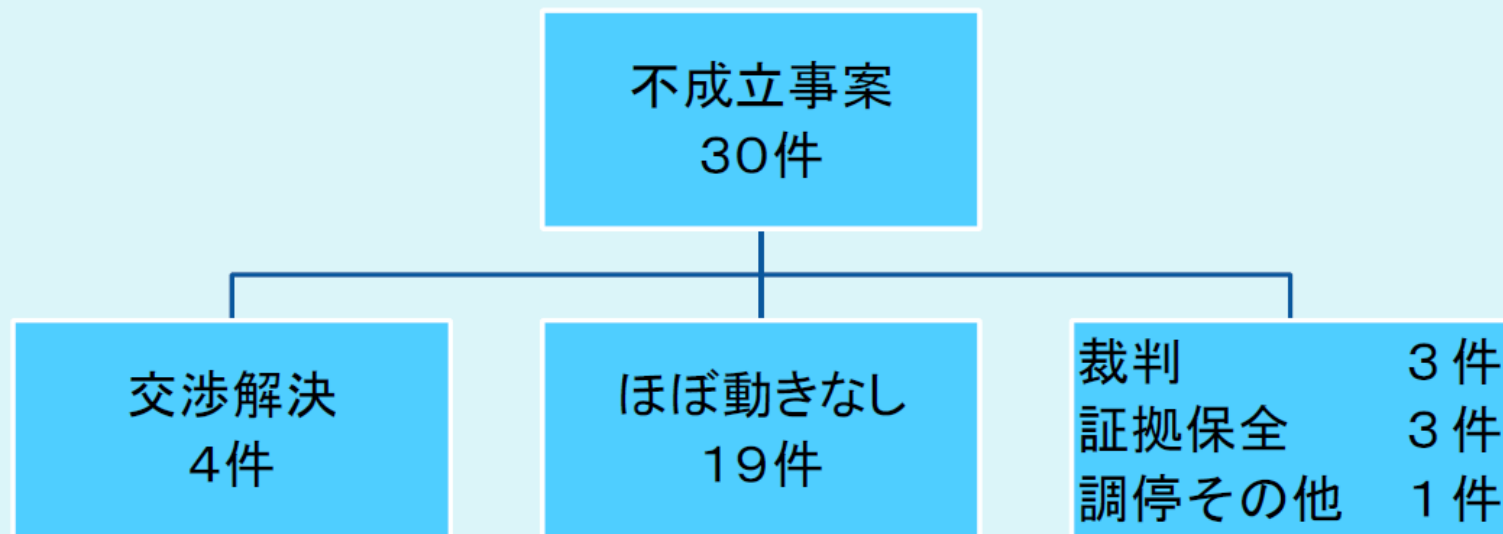 不成立事案
30件
交渉解決
4件
ほぼ動きなし
19件
裁判　　　　３件
証拠保全　　３件
調停その他　１件